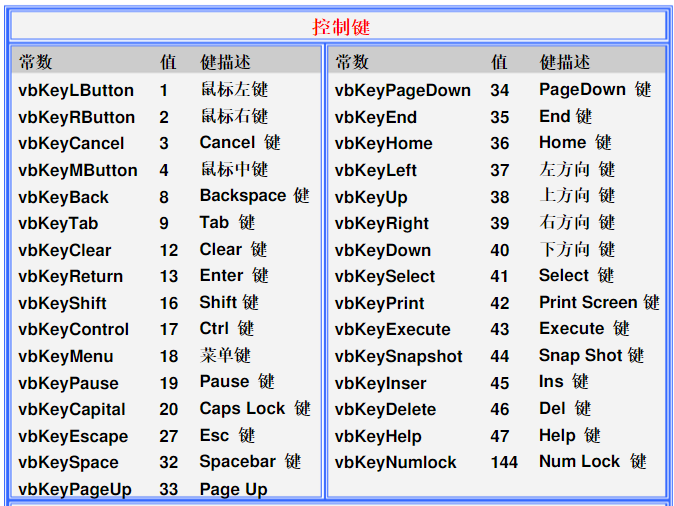 控制键
常数 值 健描述
vbKeyLButton 1 鼠标左键
vbKeyRButton 2 鼠标右键
vbKeyCancel 3 Cancel 键
vbKeyMButton 4 鼠标中键
vbKeyBack 8 Backspace 键
vbKeyTab 9 Tab 键
vbKeyClear 12 Clear 键
vbKeyReturn 13 Enter 键
vbKeyShift 16 Shift 键
vbKeyControl 17 Ctrl 键
vbKeyMenu 18 菜单键
vbKeyPause 19 Pause 键
vbKeyCapital 20 Caps Lock 键
vbKeyEscape 27 Esc 键
vbKeySpace 32 Spacebar 键
vbKeyPageUp 33 Page Up
常数 值 健描述
vbKeyPageDown 34 PageDown 键
vbKeyEnd 35 End 键
vbKeyHome 36 Home 键
vbKeyLeft 37 左方向 键
vbKeyUp 38 上方向 键
vbKeyRight 39 右方向 键
vbKeyDown 40 下方向 键
vbKeySelect 41 Select 键
vbKeyPrint 42 Print Screen 键
vbKeyExecute 43 Execute 键
vbKeySnapshot 44 Snap Shot 键
vbKeyInser 45 Ins 键
vbKeyDelete 46 Del 键
vbKeyHelp 47 Help 键
vbKeyNumlock 144 Num Lock 键